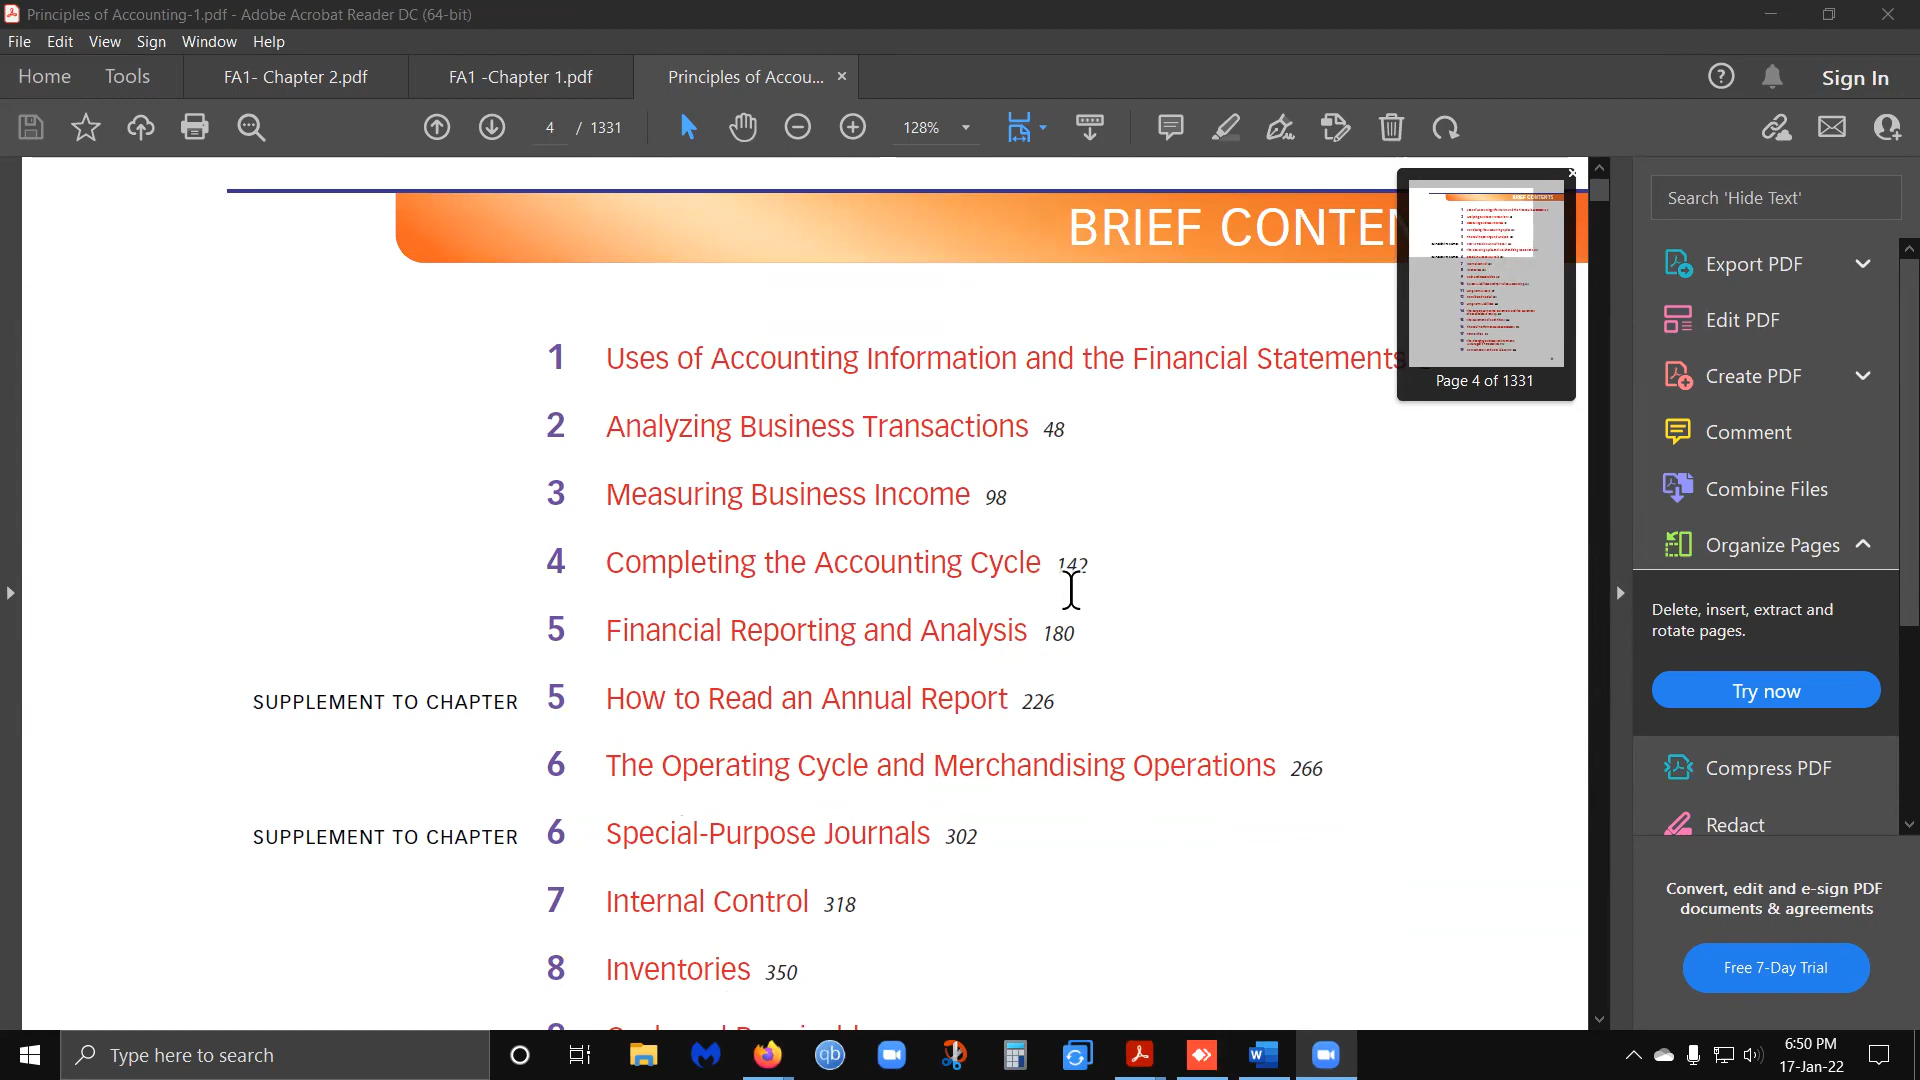 Principles of Accounting-1.pdf - Adobe Acrobat Reader DC (64-bit)
File Edit View Sign Window Help
Home Tools FA1- Chapter 2.pdf FA1 -Chapter 1.pdf Principles of Accou... × Sign In
4 / 1331 128%
BRIEF CONTEN
Search 'Hide Text'
Export PDF
Edit PDF
Create PDF
Comment
Combine Files
Organize Pages
Delete, insert, extract and
rotate pages.
Try now
Compress PDF
Redact
Convert, edit and e-sign PDF
documents & agreements
Free 7-Day Trial
Page 4 of 1331
1 Uses of Accounting Information and the Financial Statements
2 Analyzing Business Transactions 48
3 Measuring Business Income 98
4 Completing the Accounting Cycle 142
5 Financial Reporting and Analysis 180
SUPPLEMENT TO CHAPTER 5 How to Read an Annual Report 226
6 The Operating Cycle and Merchandising Operations 266
SUPPLEMENT TO CHAPTER 6 Special-Purpose Journals 302
7 Internal Control 318
8 Inventories 350
Type here to search
qb
6:50 PM
17-Jan-22